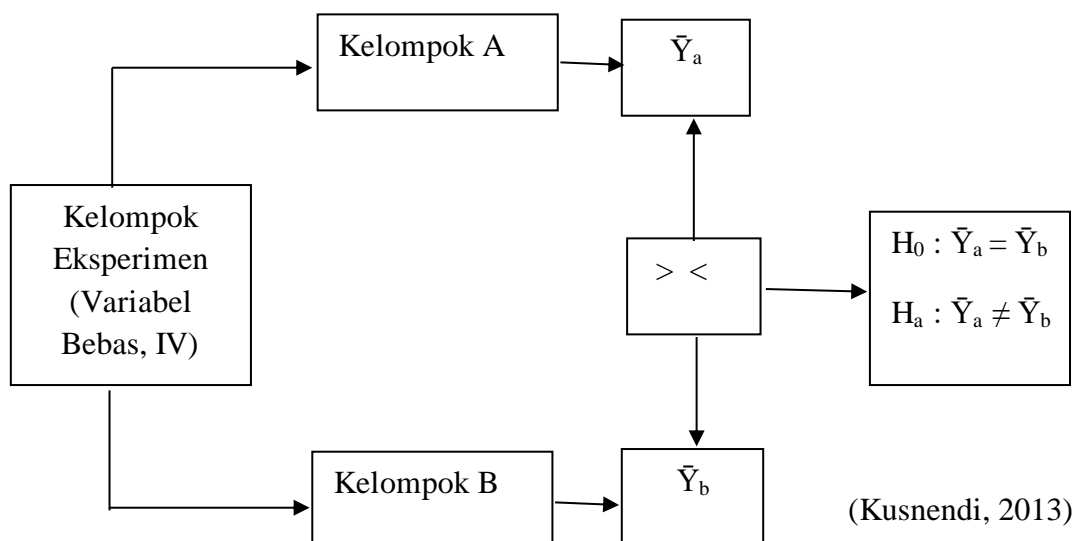 Kelompok A
Ȳa
Kelompok
Eksperimen
(Variabel
Bebas, IV)
> <
H0 : Ȳa = Ȳb
Ha : Ȳa ≠ Ȳb
Kelompok B
Ȳb
(Kusnendi, 2013)